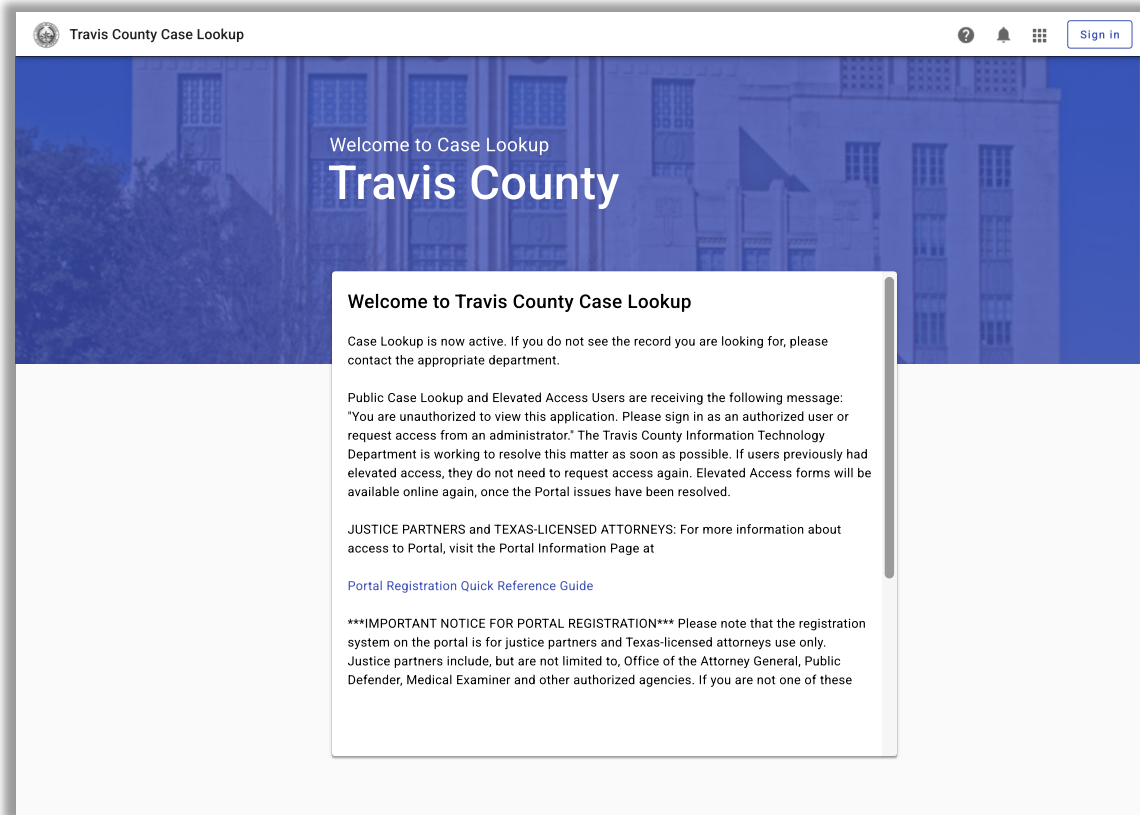 Travis County Case Lookup
Sign in
Welcome to Case Lookup
Travis County
Welcome to Travis County Case Lookup
Case Lookup is now active. If you do not see the record you are looking for, please
contact the appropriate department.
Public Case Lookup and Elevated Access Users are receiving the following message:
"You are unauthorized to view this application. Please sign in as an authorized user or
request access from an administrator." The Travis County Information Technology
Department is working to resolve this matter as soon as possible. If users previously had
elevated access, they do not need to request access again. Elevated Access forms will be
available online again, once the Portal issues have been resolved.
JUSTICE PARTNERS and TEXAS-LICENSED ATTORNEYS: For more information about
access to Portal, visit the Portal Information Page at
Portal Registration Quick Reference Guide
***IMPORTANT NOTICE FOR PORTAL REGISTRATION*** Please note that the registration
system on the portal is for justice partners and Texas-licensed attorneys use only.
Justice partners include, but are not limited to, Office of the Attorney General, Public
Defender, Medical Examiner and other authorized agencies. If you are not one of these